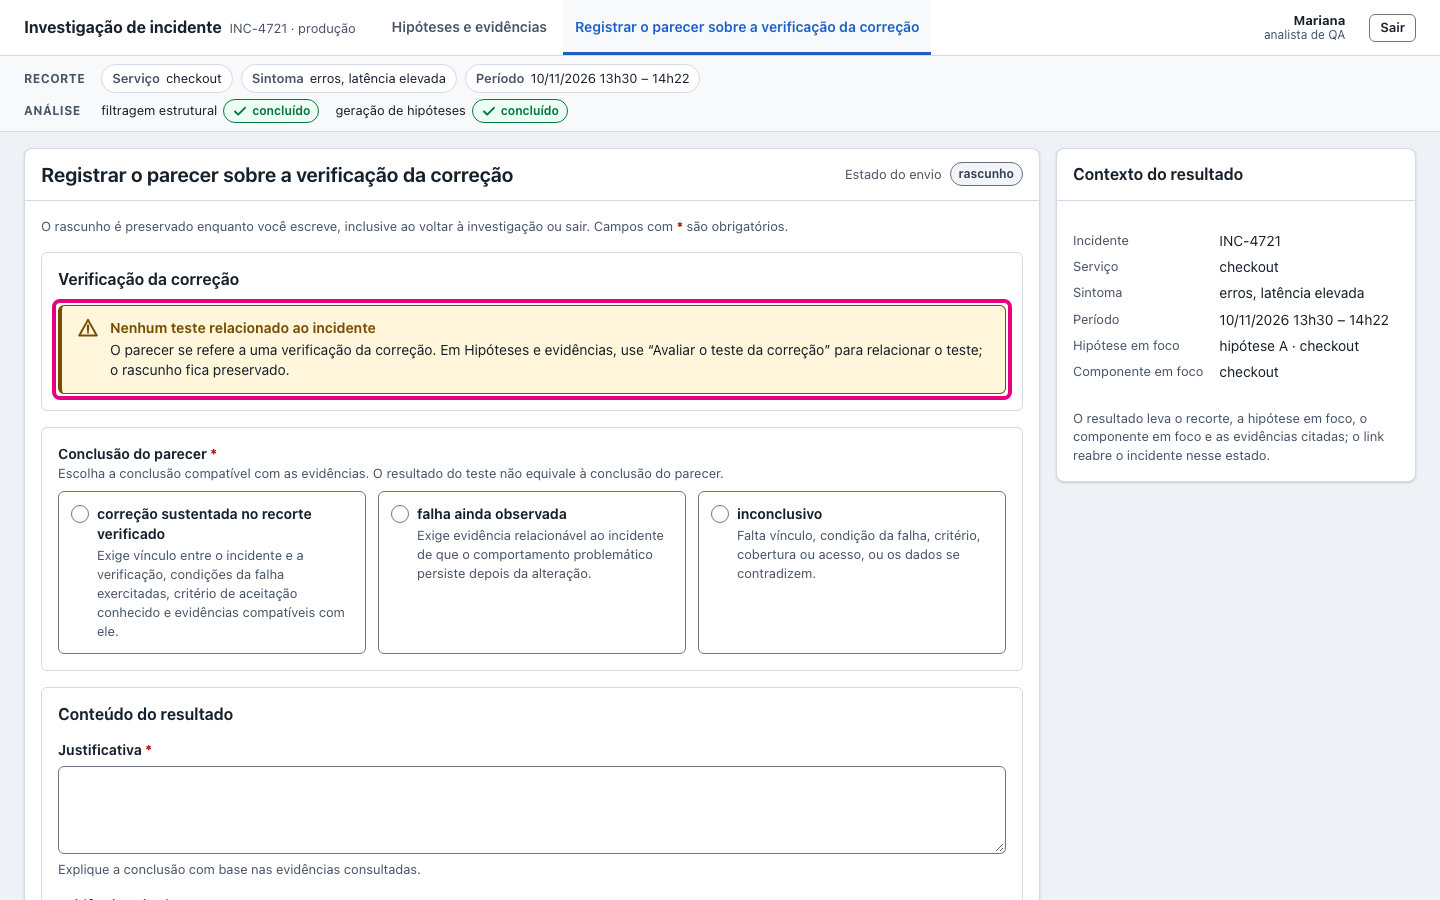 Investigação de incidente INC-4721 · produção
Hipóteses e evidências
Registrar o parecer sobre a verificação da correção
Mariana
analista de QA
Sair
RECORTE Serviço checkout Sintoma erros, latência elevada Período 10/11/2026 13h30 – 14h22
ANÁLISE filtragem estrutural concluído geração de hipóteses concluído
Registrar o parecer sobre a verificação da correção
Estado do envio rascunho
O rascunho é preservado enquanto você escreve, inclusive ao voltar à investigação ou sair. Campos com * são obrigatórios.
Verificação da correção
Nenhum teste relacionado ao incidente
O parecer se refere a uma verificação da correção. Em Hipóteses e evidências, use “Avaliar o teste da correção” para relacionar o teste;
o rascunho fica preservado.
Conclusão do parecer *
Escolha a conclusão compatível com as evidências. O resultado do teste não equivale à conclusão do parecer.
correção sustentada no recorte
verificado
Exige vínculo entre o incidente e a
verificação, condições da falha
exercitadas, critério de aceitação
conhecido e evidências compatíveis com
ele.
falha ainda observada
Exige evidência relacionável ao incidente
de que o comportamento problemático
persiste depois da alteração.
inconclusivo
Falta vínculo, condição da falha, critério,
cobertura ou acesso, ou os dados se
contradizem.
Conteúdo do resultado
Justificativa *
Explique a conclusão com base nas evidências consultadas.
Contexto do resultado
Incidente INC-4721
Serviço checkout
Sintoma erros, latência elevada
Período 10/11/2026 13h30 – 14h22
Hipótese em foco hipótese A · checkout
Componente em foco checkout
O resultado leva o recorte, a hipótese em foco, o
componente em foco e as evidências citadas; o link
reabre o incidente nesse estado.